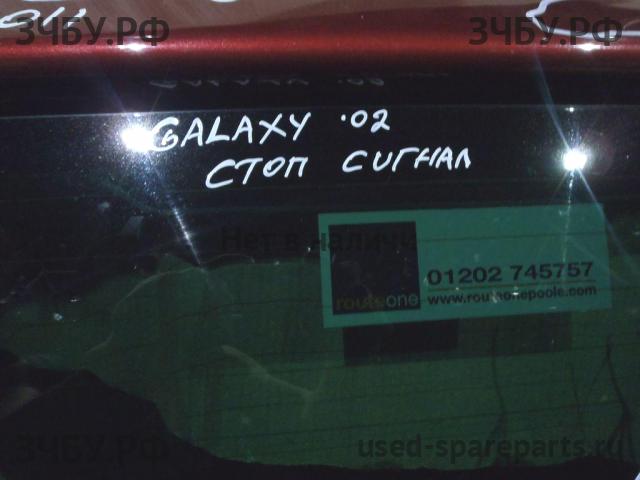 ЗЧБУ.РФ ЗЧБУ.РФ
GALAXY '02
СТОП СИГНАЛ
Нет в наличи
01202 745757
routeone www.routeonepoole.com
ЗЧБУ.РФ used-spareparts.ru